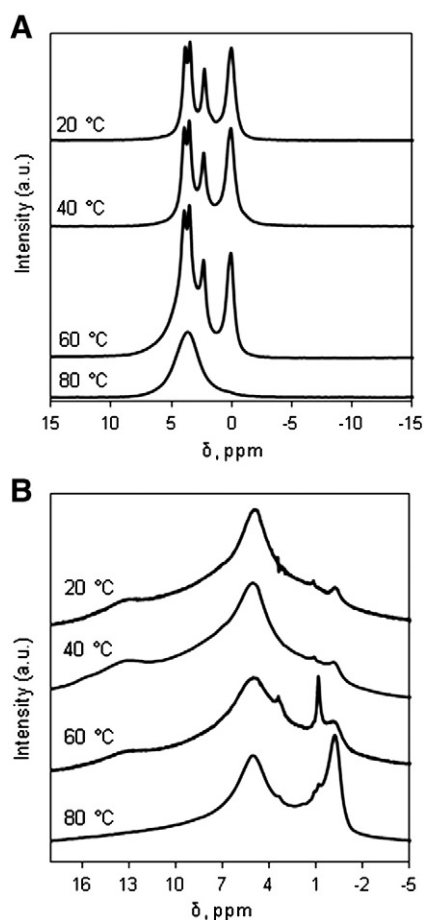 A
Intensity (a.u.)
20 °C
40 °C
60 °C
80 °C
15 10 5 0 -5 -10 -15
δ, ppm
B
Intensity (a.u.)
20 °C
40 °C
60 °C
80 °C
16 13 10 7 4 1 -2 -5
δ, ppm